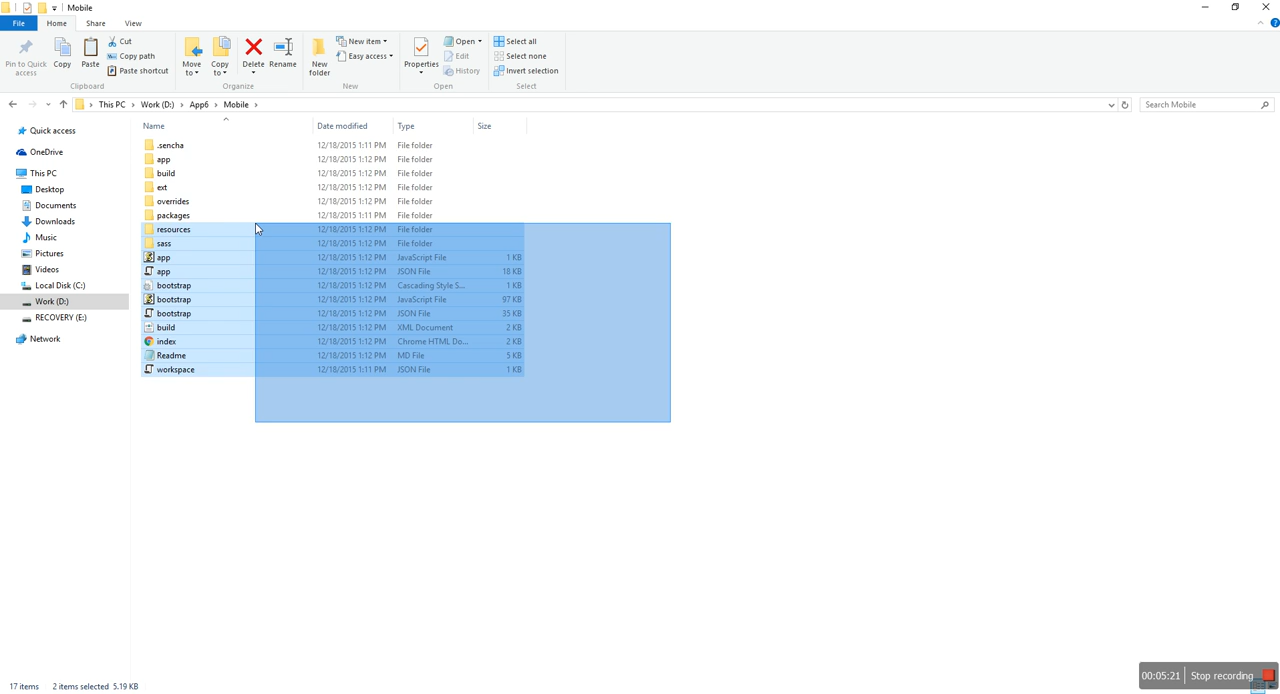 Mobile
File Home Share View
Pin to Quick access
Copy
Paste
Cut
Copy path
Paste shortcut
Clipboard
Move to
Copy to
Delete
Rename
Organize
New folder
New item
Easy access
New
Properties
Open
Edit
History
Open
Select all
Select none
Invert selection
Select
This PC > Work (D:) > App6 > Mobile >
Search Mobile
Quick access
OneDrive
This PC
Desktop
Documents
Downloads
Music
Pictures
Videos
Local Disk (C:)
Work (D:)
RECOVERY (E:)
Network
Name Date modified Type Size
.sencha 12/18/2015 1:11 PM File folder
app 12/18/2015 1:12 PM File folder
build 12/18/2015 1:12 PM File folder
ext 12/18/2015 1:12 PM File folder
overrides 12/18/2015 1:12 PM File folder
packages 12/18/2015 1:11 PM File folder
resources 12/18/2015 1:12 PM File folder
sass 12/18/2015 1:12 PM File folder
app 12/18/2015 1:12 PM JavaScript File 1 KB
app 12/18/2015 1:12 PM JSON File 18 KB
bootstrap 12/18/2015 1:12 PM Cascading Style S... 1 KB
bootstrap 12/18/2015 1:12 PM JavaScript File 97 KB
bootstrap 12/18/2015 1:12 PM JSON File 35 KB
build 12/18/2015 1:12 PM XML Document 2 KB
index 12/18/2015 1:12 PM Chrome HTML Do... 2 KB
Readme 12/18/2015 1:12 PM MD File 5 KB
workspace 12/18/2015 1:11 PM JSON File 1 KB
17 items 2 items selected 5.19 KB
00:05:21 Stop recording